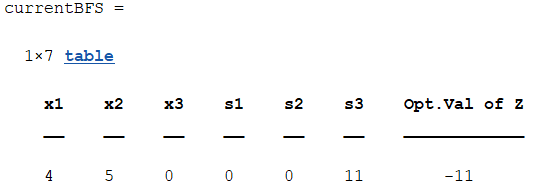 currentBFS =
1×7 table
x1 x2 x3 s1 s2 s3 Opt.Val of Z
4 5 0 0 0 11 -11